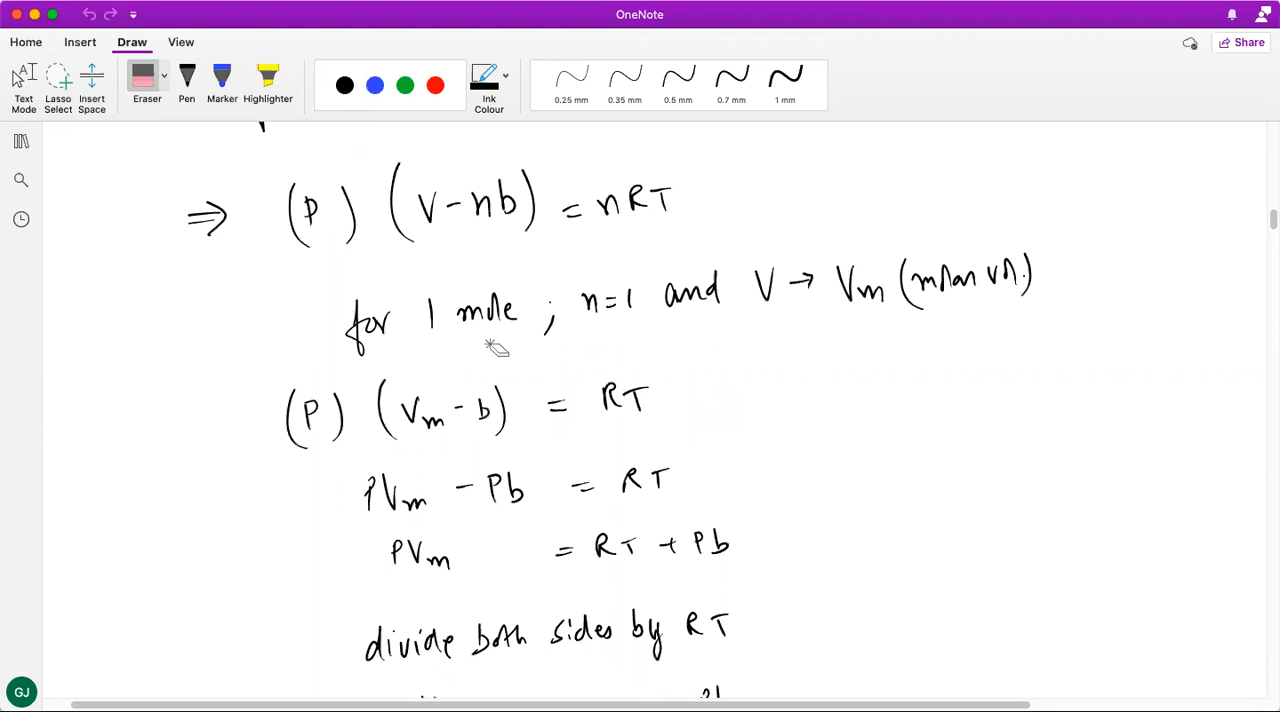 OneNote
Home Insert Draw View
Share
Text Mode
Lasso Select
Insert Space
Eraser
Pen
Marker
Highlighter
Ink Colour
0.25 mm 0.35 mm 0.5 mm 0.7 mm 1 mm
⇒ (P) (V - nb) = nRT
for 1 mole ; n=1 and V → Vm (molar vol.)
(P) (Vm - b) = RT
PVm - Pb = RT
PVm = RT + Pb
divide both sides by RT
GJ